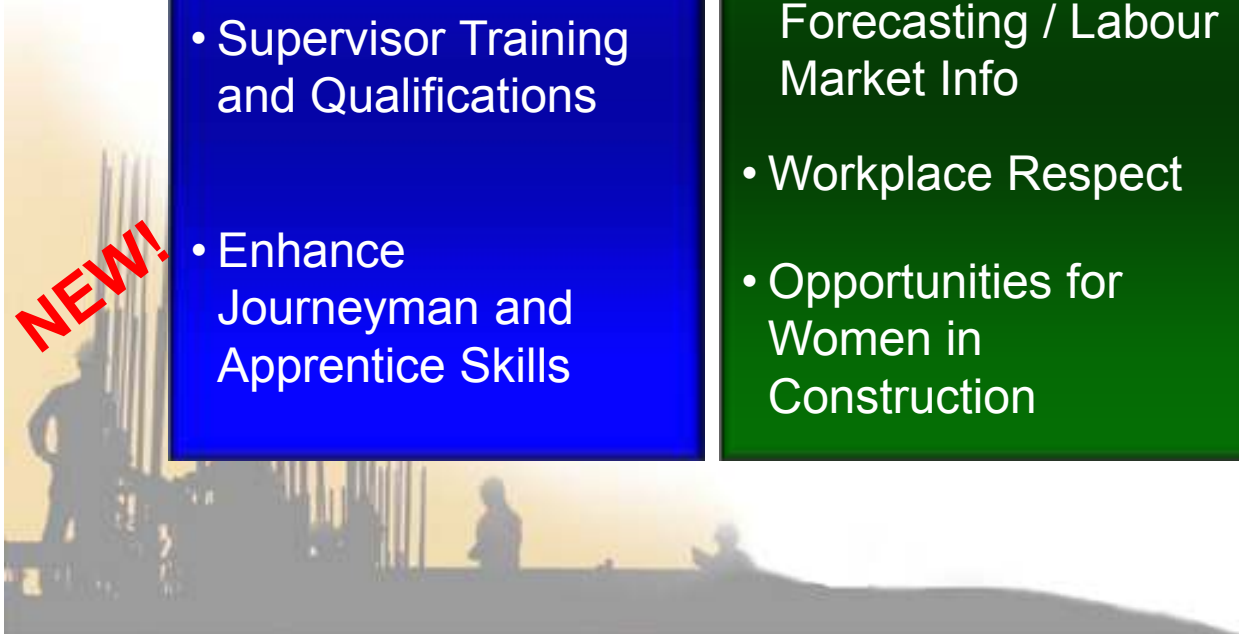 • Supervisor Training
and Qualifications
NEW!
• Enhance
Journeyman and
Apprentice Skills
Forecasting / Labour
Market Info
• Workplace Respect
• Opportunities for
Women in
Construction